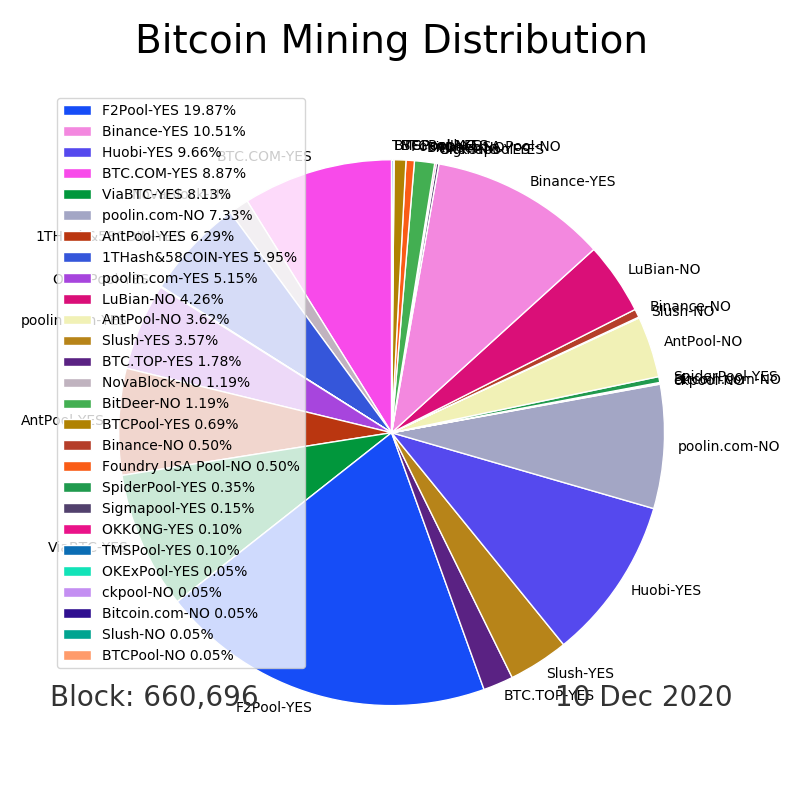 Bitcoin Mining Distribution
F2Pool-YES 19.87%
Binance-YES 10.51%
Huobi-YES 9.66%
BTC.COM-YES 8.87%
ViaBTC-YES 8.13%
poolin.com-NO 7.33%
AntPool-YES 6.29%
1THash&58COIN-YES 5.95%
poolin.com-YES 5.15%
LuBian-NO 4.26%
AntPool-NO 3.62%
Slush-YES 3.57%
BTC.TOP-YES 1.78%
NovaBlock-NO 1.19%
BitDeer-NO 1.19%
BTCPool-YES 0.69%
Binance-NO 0.50%
Foundry USA Pool-NO 0.50%
SpiderPool-YES 0.35%
Sigmapool-YES 0.15%
OKKONG-YES 0.10%
TMSPool-YES 0.10%
OKExPool-YES 0.05%
ckpool-NO 0.05%
Bitcoin.com-NO 0.05%
Slush-NO 0.05%
BTCPool-NO 0.05%
BTC.COM-YES
Binance-YES
LuBian-NO
Binance-NO
Slush-NO
AntPool-NO
SpiderPool-YES
ckpool-NO
poolin.com-NO
Huobi-YES
Slush-YES
BTC.TOP-YES
F2Pool-YES
ViaBTC-YES
AntPool-YES
poolin.com-YES
Block: 660,696
10 Dec 2020